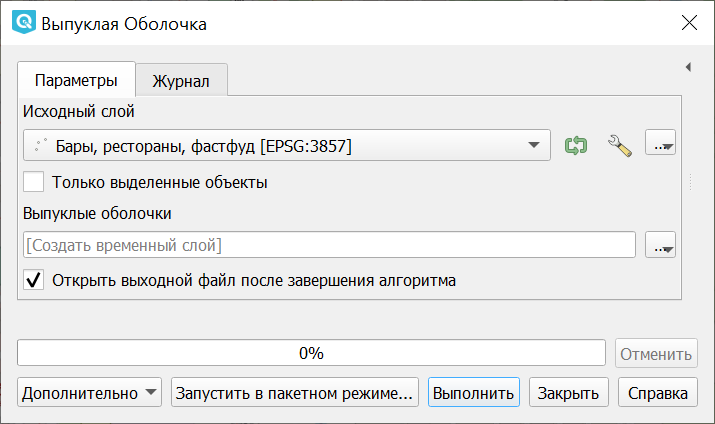 Выпуклая Оболочка
Параметры
Журнал
Исходный слой
Бары, рестораны, фастфуд [EPSG:3857]
...
Только выделенные объекты
Выпуклые оболочки
[Создать временный слой]
...
Открыть выходной файл после завершения алгоритма
0%
Отменить
Дополнительно
Запустить в пакетном режиме...
Выполнить
Закрыть
Справка